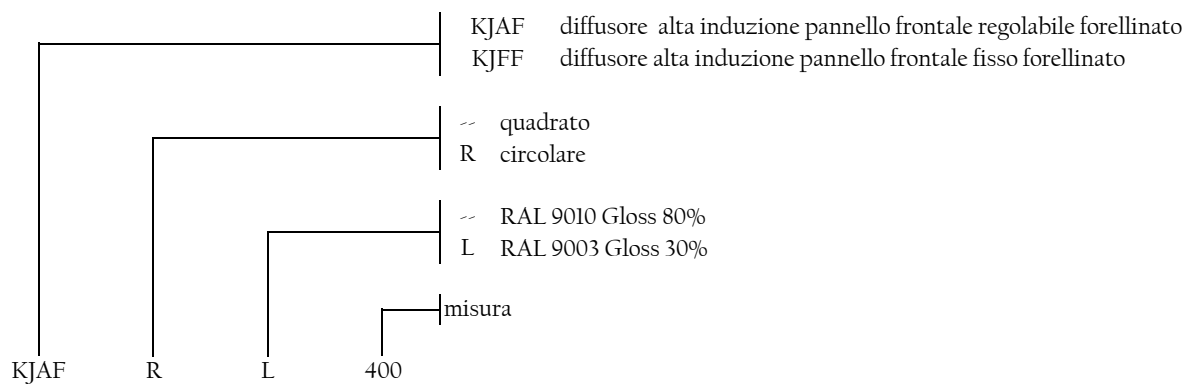 KJAF diffusore alta induzione pannello frontale regolabile forellinato
KJFF diffusore alta induzione pannello frontale fisso forellinato
-- quadrato
R circolare
-- RAL 9010 Gloss 80%
L RAL 9003 Gloss 30%
misura
KJAF R L 400